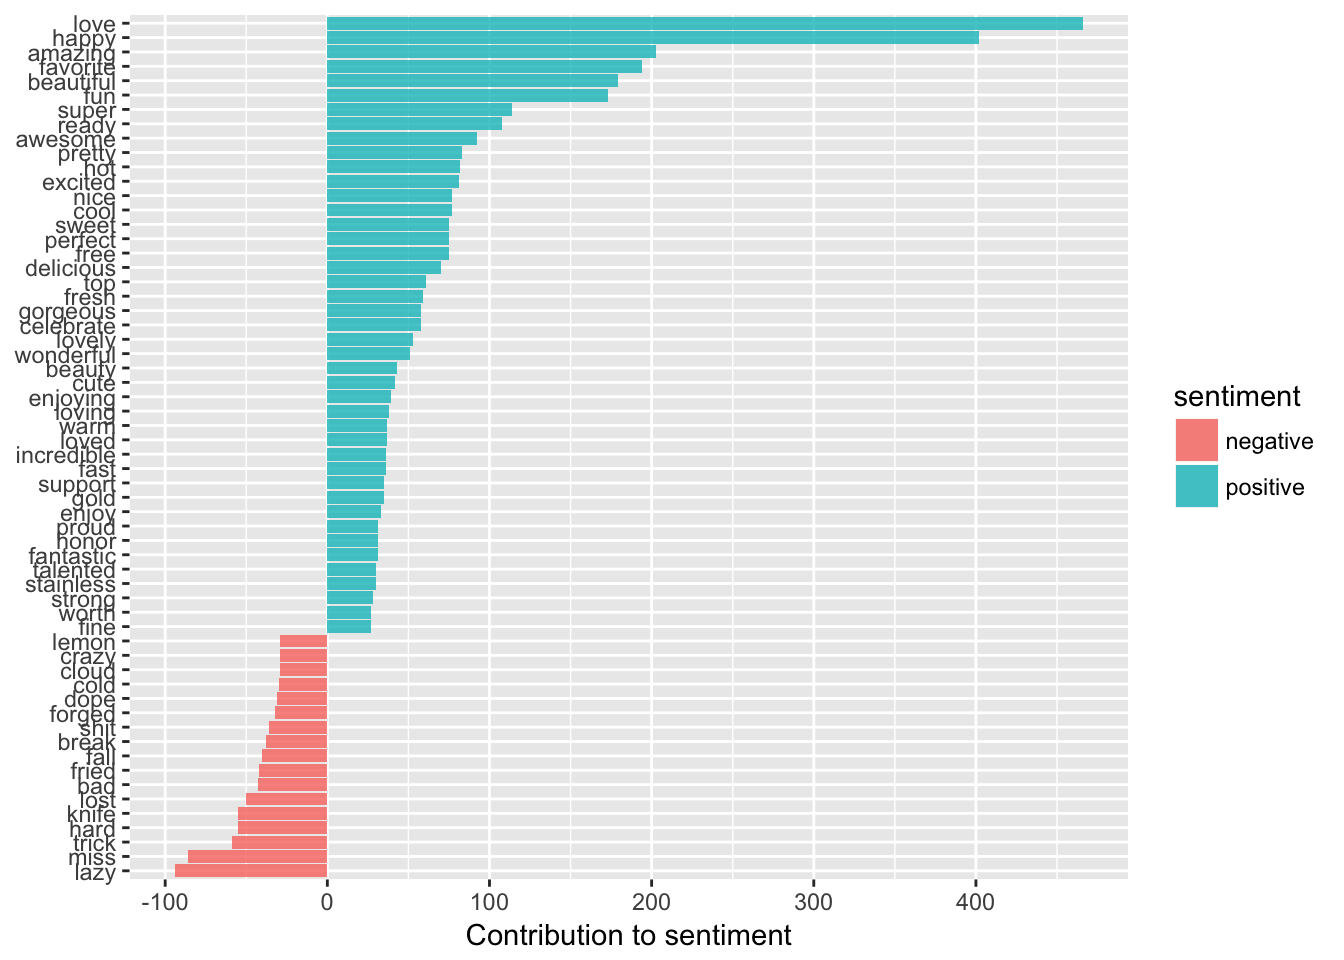 love
happy
amazing
favorite
beautiful
fun
super
ready
awesome
pretty
hot
excited
nice
cool
sweet
perfect
free
delicious
top
fresh
gorgeous
celebrate
lovely
wonderful
beauty
cute
enjoying
loving
warm
loved
incredible
fast
support
gold
enjoy
proud
honor
fantastic
talented
stainless
strong
worth
fine
lemon
crazy
cloud
cold
dope
forged
shit
break
fall
fried
bad
lost
knife
hard
trick
miss
lazy
-100 0 100 200 300 400
Contribution to sentiment
sentiment
negative
positive